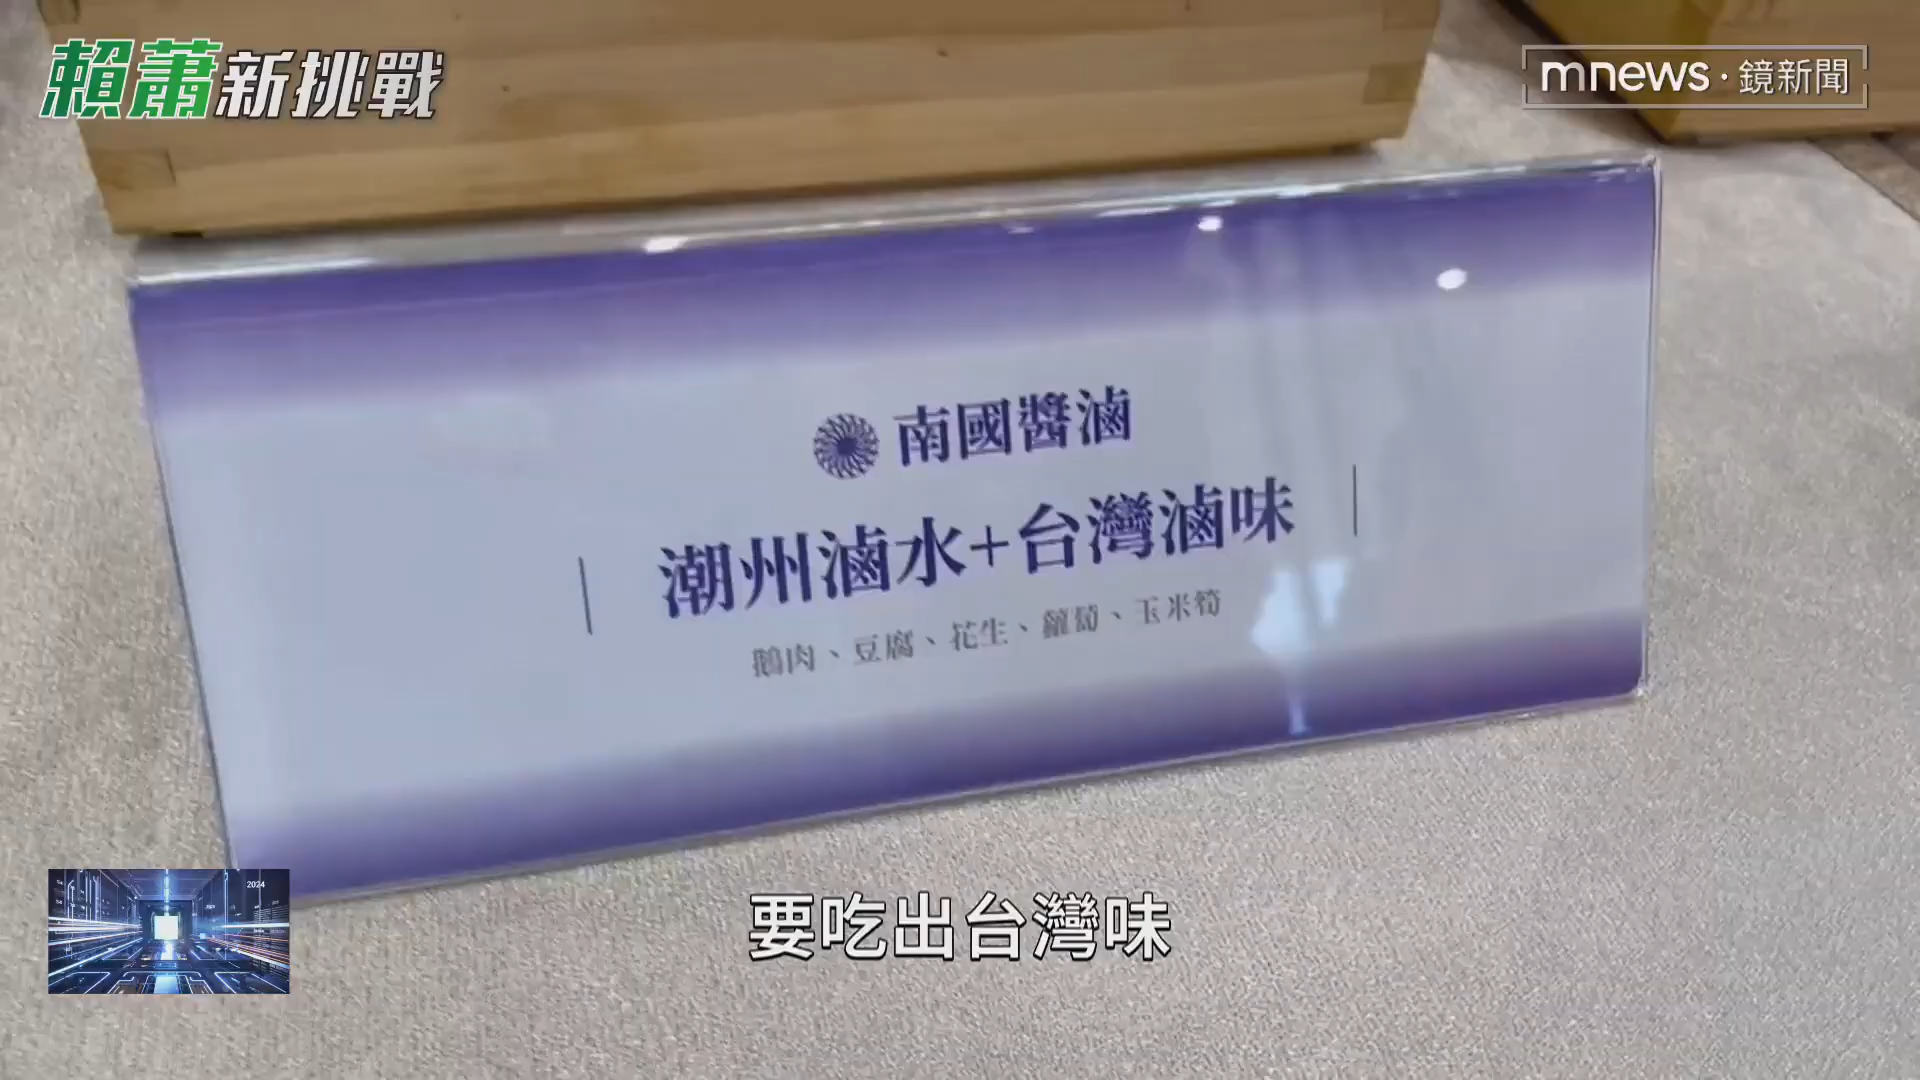 賴蕭新挑戰
mnews·鏡新聞
南國醬滷
潮州滷水+台灣滷味
鵝肉、豆腐、花生、蘿蔔、玉米筍
2024
要吃出台灣味